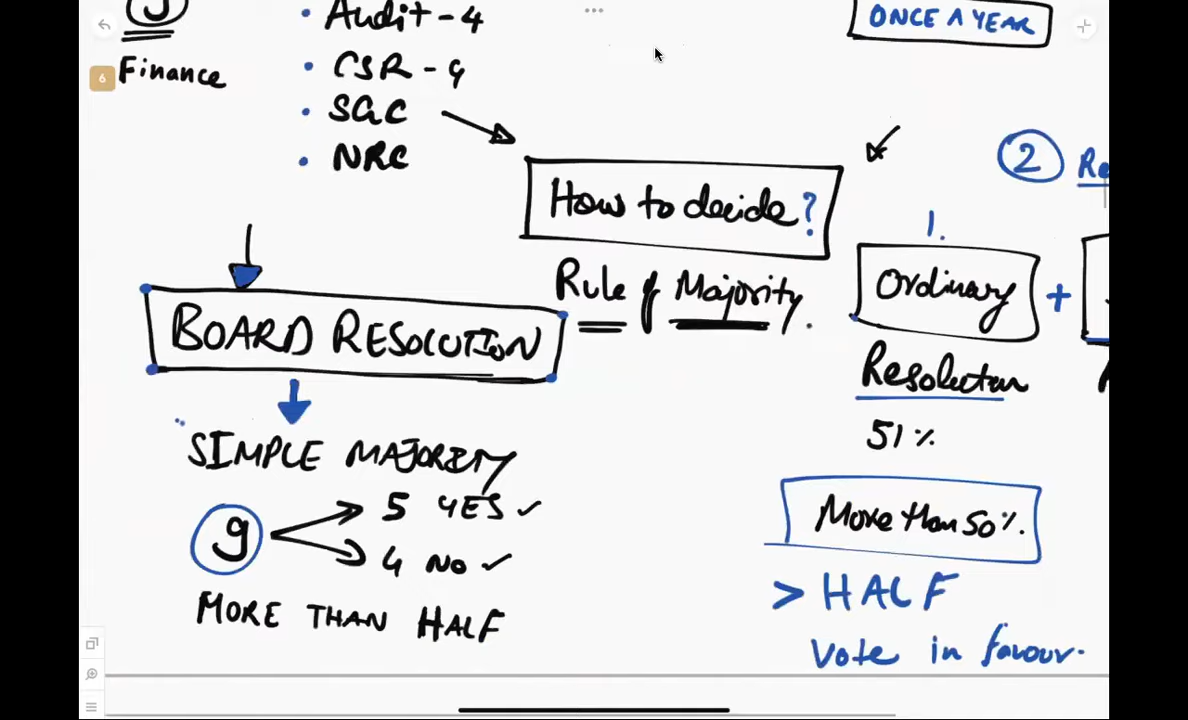 • Audit - 4
ONCE A YEAR
6
Finance
• CSR - 4
• SGC
• NRC
2
How to decide?
1.
Rule of Majority.
Ordinary
+
BOARD RESOLUTION
Resolution
51 %
SIMPLE MAJORITY
More than 50 %.
9
5 YES ✓
4 NO ✓
> HALF
MORE THAN HALF
Vote in favour.